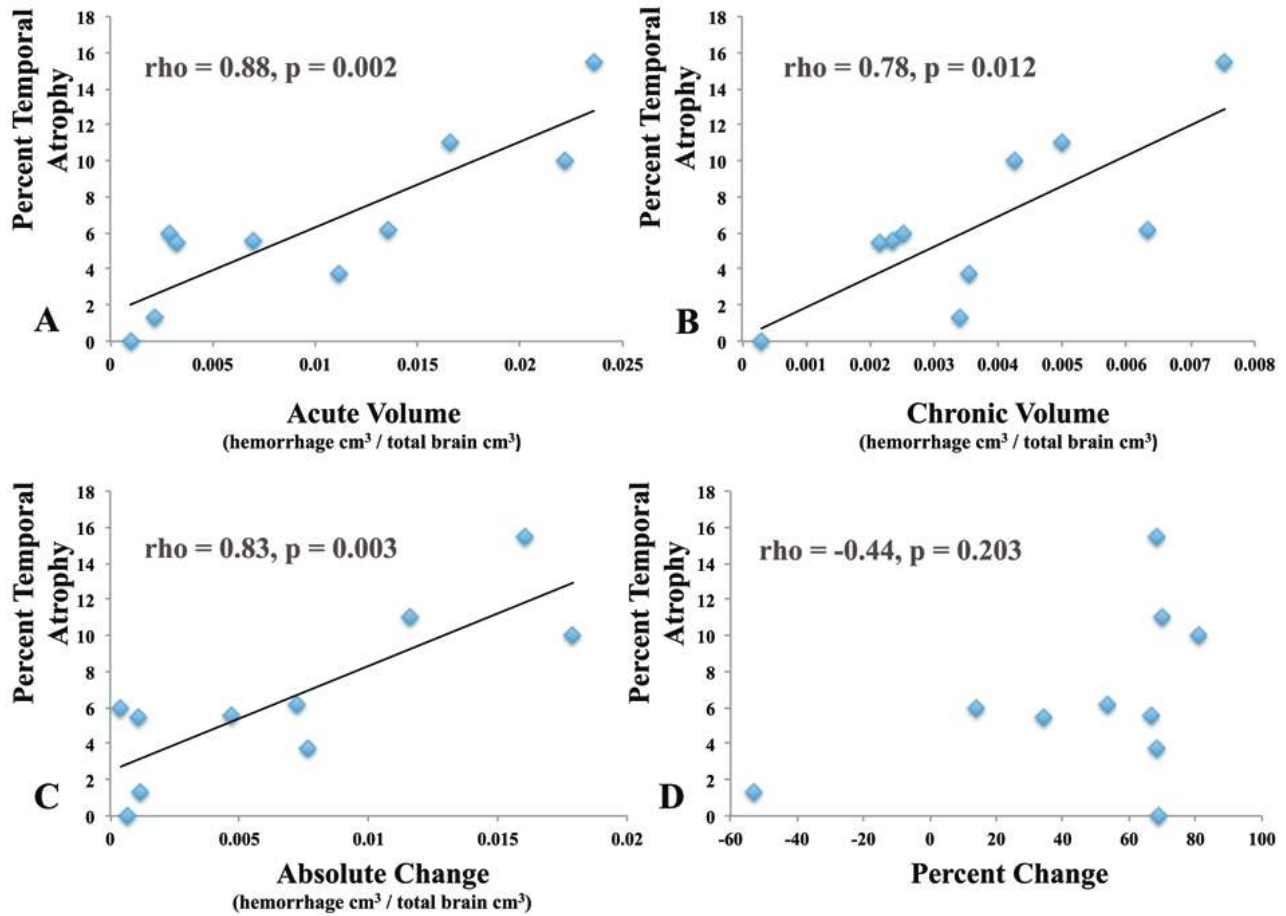 Percent Temporal
Atrophy
18
16
14
12
10
8
6
4
2
0
rho = 0.88, p = 0.002
A
0 0.005 0.01 0.015 0.02 0.025
Acute Volume
(hemorrhage cm³ / total brain cm³)
Percent Temporal
Atrophy
18
16
14
12
10
8
6
4
2
0
rho = 0.78, p = 0.012
B
0 0.001 0.002 0.003 0.004 0.005 0.006 0.007 0.008
Chronic Volume
(hemorrhage cm³ / total brain cm³)
Percent Temporal
Atrophy
18
16
14
12
10
8
6
4
2
0
rho = 0.83, p = 0.003
C
0 0.005 0.01 0.015 0.02
Absolute Change
(hemorrhage cm³ / total brain cm³)
Percent Temporal
Atrophy
18
16
14
12
10
8
6
4
2
0
rho = -0.44, p = 0.203
D
-60 -40 -20 0 20 40 60 80 100
Percent Change